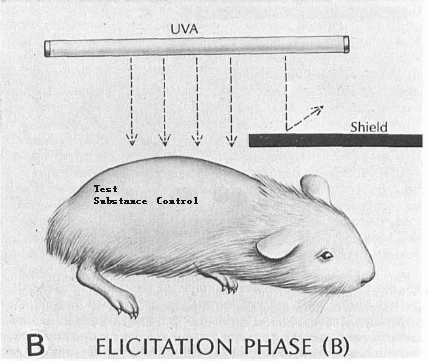 UVA
Shield
Test
Substance Control
B ELICITATION PHASE (B)